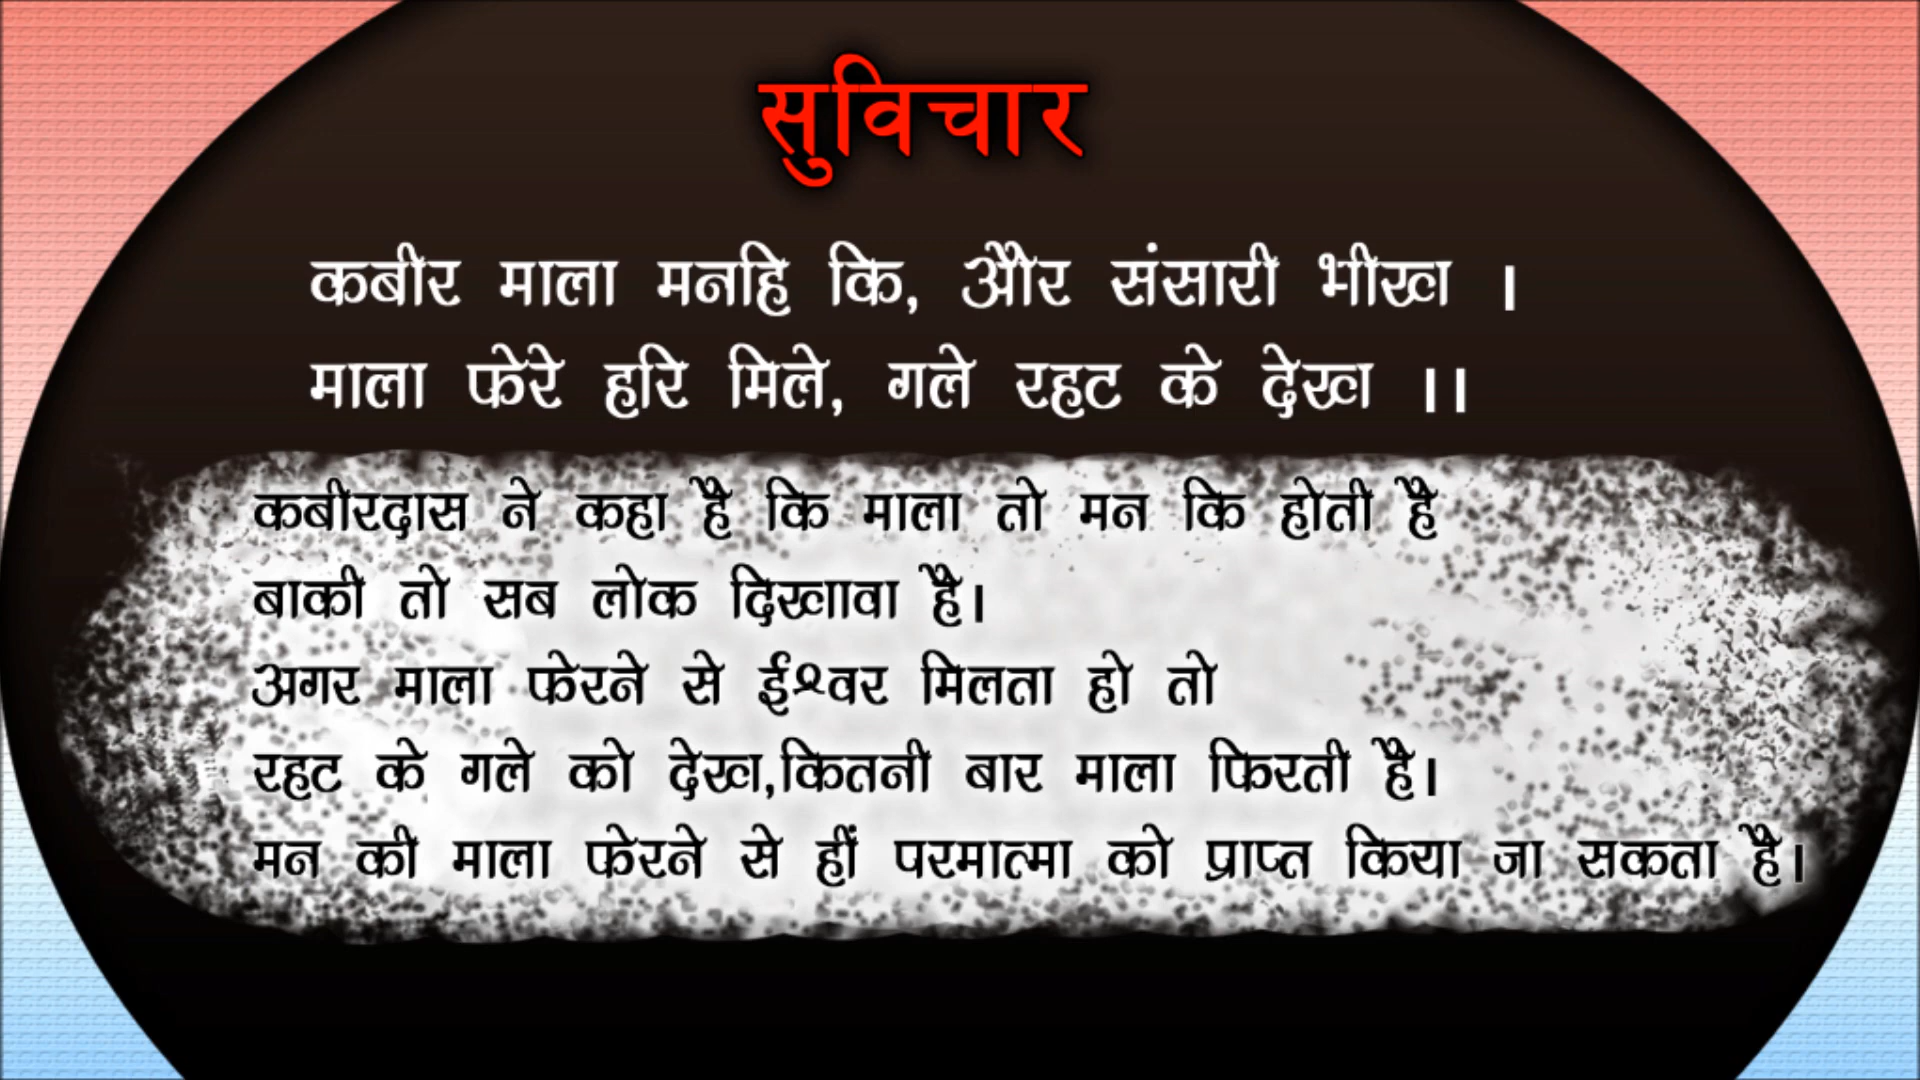 सुविचार
कबीर माला मनहि कि, और संसारी भीख ।
माला फेरे हरि मिले, गले रहट के देख ।।
कबीरदास ने कहा है कि माला तो मन कि होती है
बाकी तो सब लोक दिखावा है।
अगर माला फेरने से ईश्वर मिलता हो तो
रहट के गले को देख,कितनी बार माला फिरती है।
मन की माला फेरने से हीं परमात्मा को प्राप्त किया जा सकता है।